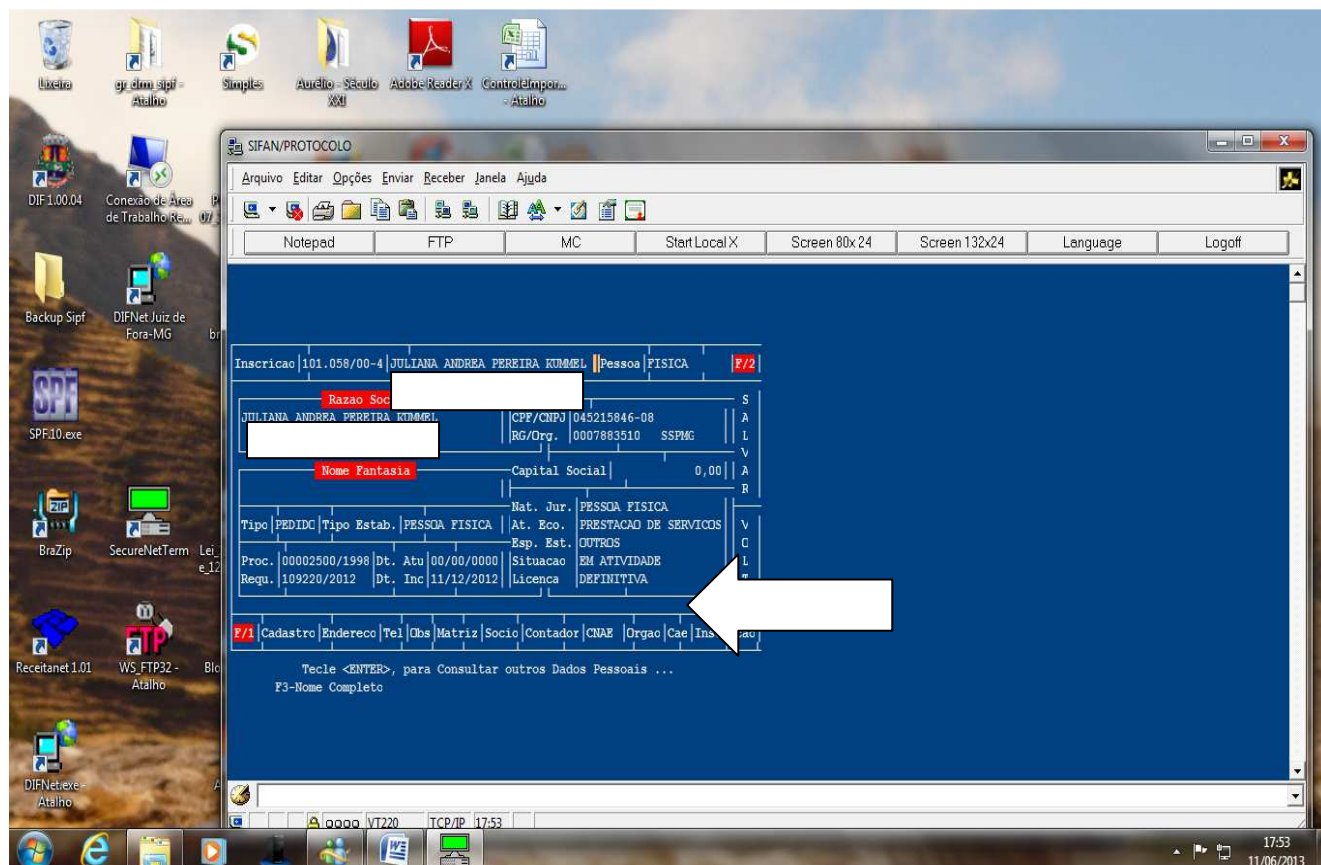 Lixeira
gr_dim_sipf -
Atalho
Simples
Aurélio - Século
XXI
Adobe Reader X
ControleImpor...
- Atalho
DIF 1.00.04
Conexão de Área
de Trabalho Re...
Backup Sipf
DIFNet Juiz de
Fora-MG
SPF10.exe
BraZip
SecureNetTerm
Lei_
e_12
Receitanet 1.01
WS_FTP32 -
Atalho
Blo
DIFNet.exe -
Atalho
SIFAN/PROTOCOLO
Arquivo Editar Opções Enviar Receber Janela Ajuda
Notepad FTP MC Start Local X Screen 80x24 Screen 132x24 Language Logoff
Inscricao 101.058/00-4 JULIANA ANDREA PEREIRA KUMMEL Pessoa FISICA F/2
Razao Soc
JULIANA ANDREA PEREIRA KUMMEL CPF/CNPJ 045215846-08
RG/Org. 0007883510 SSPMG
Nome Fantasia Capital Social 0,00
SALVAR
Nat. Jur. PESSOA FISICA
Tipo PEDIDO Tipo Estab. PESSOA FISICA At. Eco. PRESTACAO DE SERVICOS
Esp. Est. OUTROS
Proc. 00002500/1998 Dt. Atu 00/00/0000 Situacao EM ATIVIDADE
Requ. 109220/2012 Dt. Inc 11/12/2012 Licenca DEFINITIVA
F/1 Cadastro Endereco Tel Obs Matriz Socio Contador CNAE Orgao Cae
Tecle <ENTER>, para Consultar outros Dados Pessoais ...
F3-Nome Completo
VT220 TCP/IP 17:53
17:53
11/06/2013